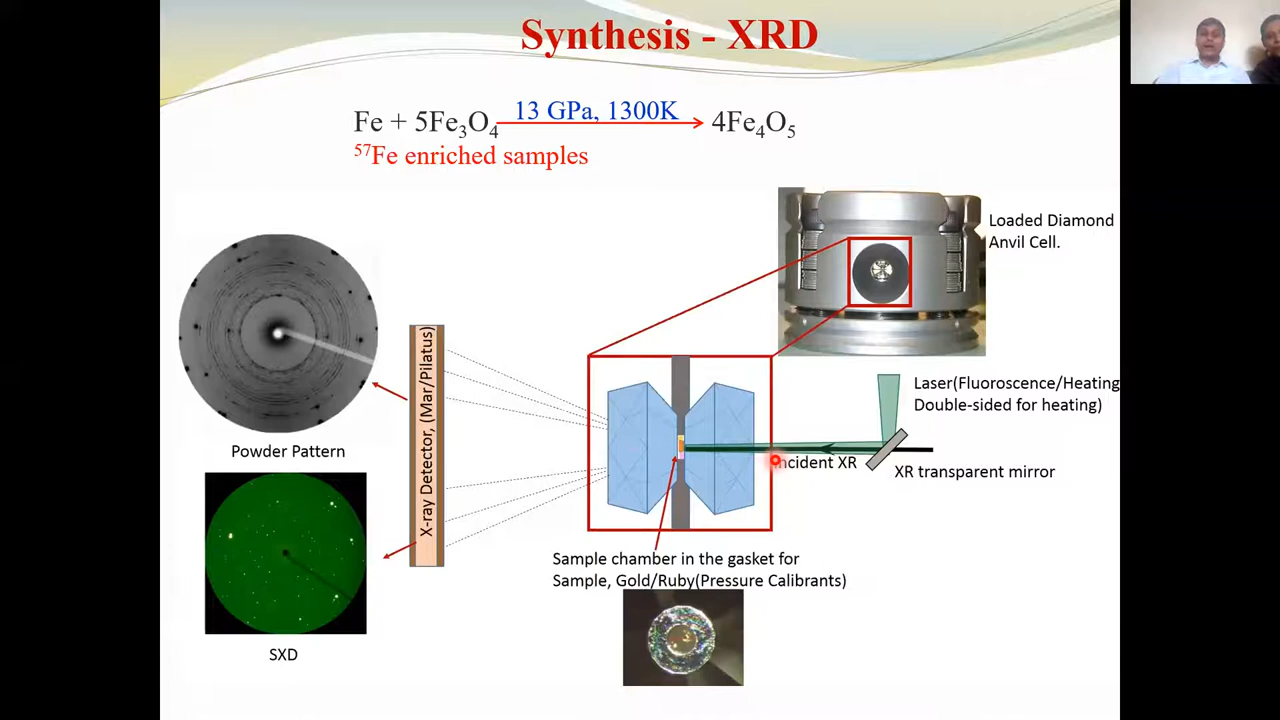 Synthesis - XRD
Fe + 5Fe₃O₄ 13 GPa, 1300K 4Fe₄O₅
⁵⁷Fe enriched samples
Loaded Diamond
Anvil Cell.
X-ray Detector, (Mar/Pilatus)
Laser(Fluoroscence/Heating
Double-sided for heating)
Powder Pattern
incident XR
XR transparent mirror
Sample chamber in the gasket for
Sample, Gold/Ruby(Pressure Calibrants)
SXD